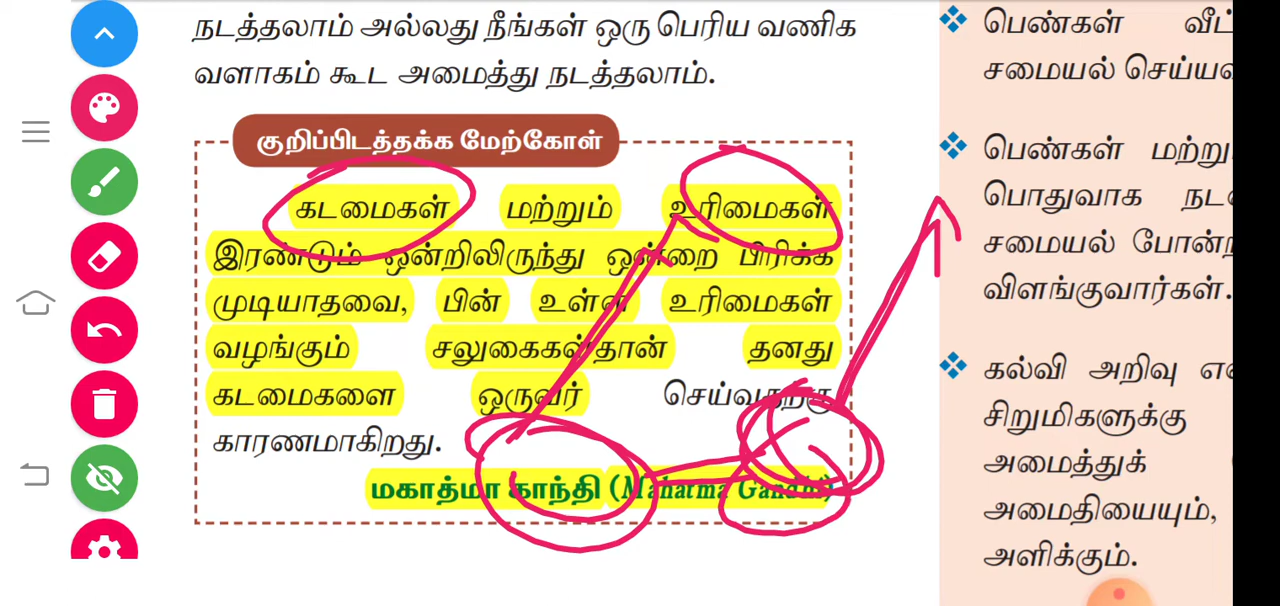 நடத்தலாம் அல்லது நீங்கள் ஒரு பெரிய வணிக
வளாகம் கூட அமைத்து நடத்தலாம்.
குறிப்பிடத்தக்க மேற்கோள்
கடமைகள் மற்றும் உரிமைகள்
இரண்டும் ஒன்றிலிருந்து ஒன்றை பிரிக்க
முடியாதவை, பின் உள்ள உரிமைகள்
வழங்கும் சலுகைகள்தான் தனது
கடமைகளை ஒருவர் செய்வதற்கு
காரணமாகிறது.
மகாத்மா காந்தி (Mahatma Gandhi)
பெண்கள்
சமையல்
பெண்கள்
பொதுவாக
சமையல்
விளங்குவார்கள்.
கல்வி அறிவு
சிறுமிகளுக்கு
அமைத்துக்
அமைதியையும்,
அளிக்கும்.